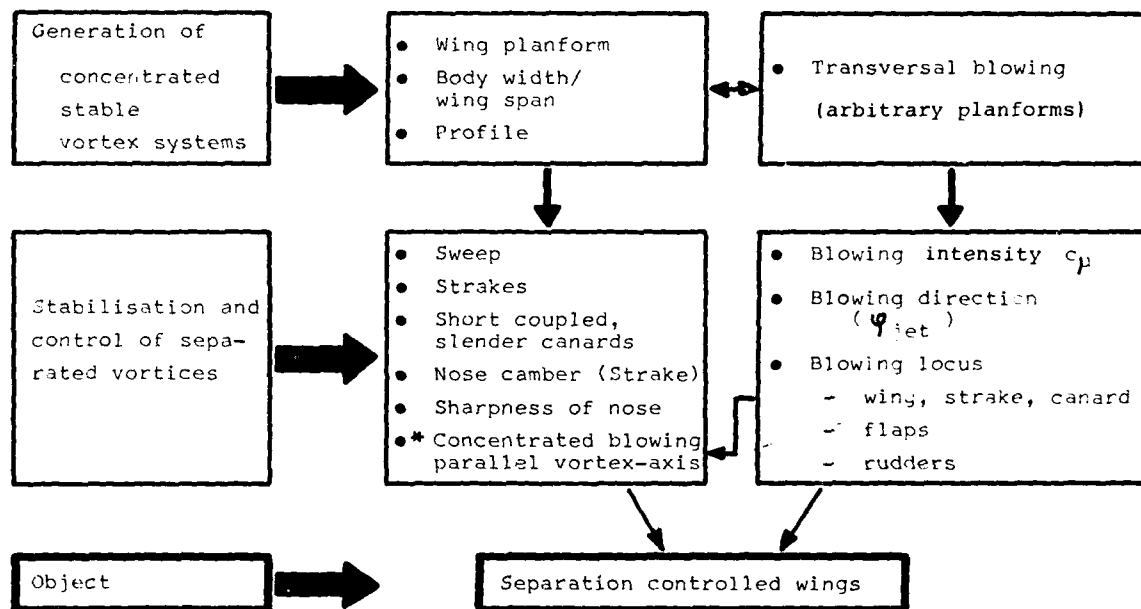 Generation of
concentrated
stable
vortex systems
• Wing planform
• Body width/
wing span
• Profile
• Transversal blowing
(arbitrary planforms)
Stabilisation and
control of sepa-
rated vortices
• Sweep
• Strakes
• Short coupled,
slender canards
• Nose camber (Strake)
• Sharpness of nose
•* Concentrated blowing
parallel vortex-axis
• Blowing intensity cμ
• Blowing direction
( φ jet )
• Blowing locus
- wing, strake, canard
- flaps
- rudders
Object
Separation controlled wings